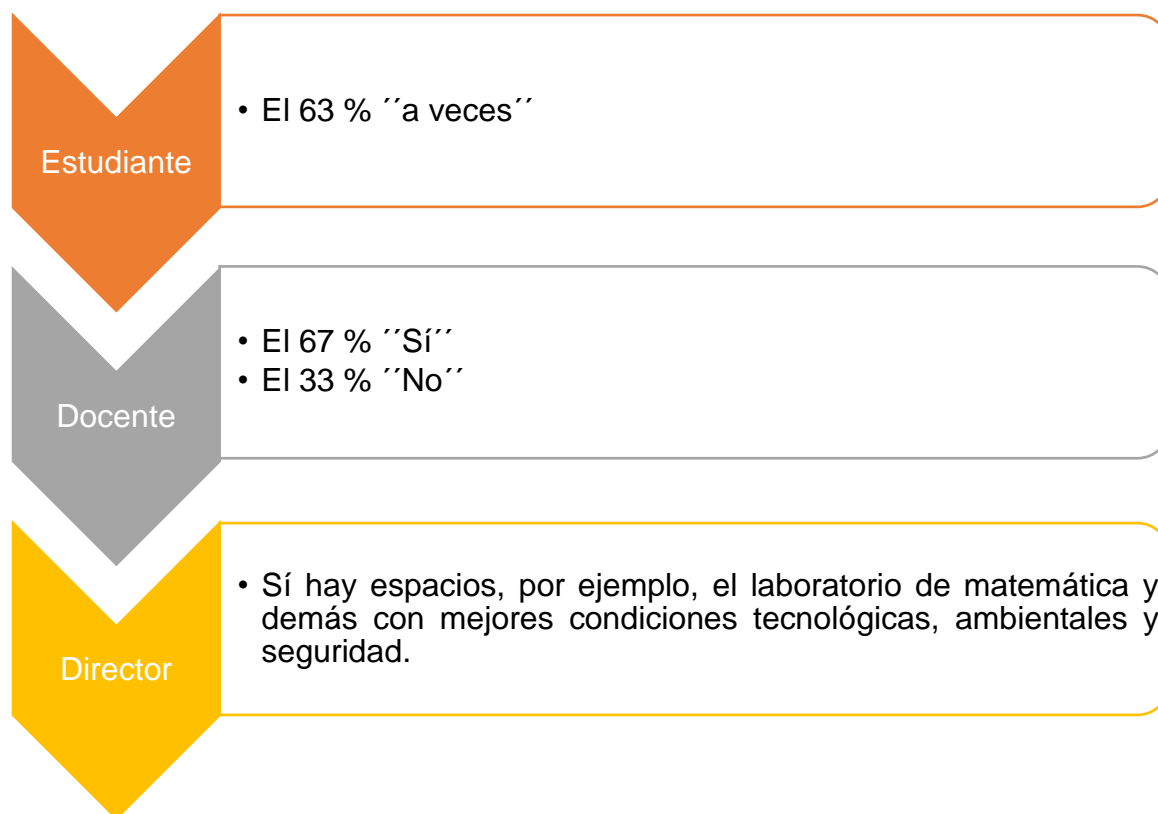 Estudiante
• El 63 % ´´a veces´´
Docente
• El 67 % ´´Sí´´
• El 33 % ´´No´´
Director
• Sí hay espacios, por ejemplo, el laboratorio de matemática y
demás con mejores condiciones tecnológicas, ambientales y
seguridad.